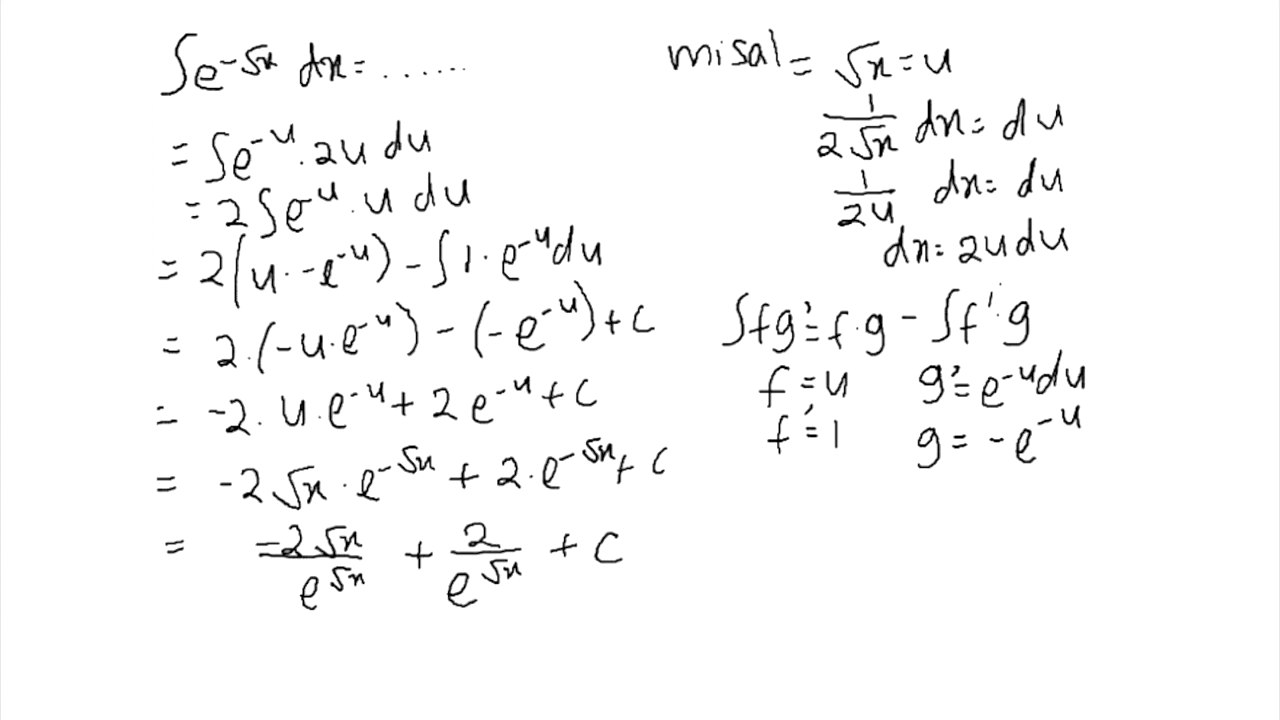 ∫e^-√x dx = .......
= ∫e^-u . 2u du
= 2∫e^u . u du
= 2(u . -e^-u) - ∫1 . e^-u du
= 2.(-u.e^-u) - (-e^-u) + c
= -2. u.e^-u + 2e^-u + c
= -2√x . e^-√x + 2.e^-√x + c
= -2√x/e^√x + 2/e^√x + c
misal = √x = u
1/2√x dx = du
1/2u dx = du
dx = 2u du
∫fg' = f.g - ∫f'.g
f = u g' = e^-u du
f' = 1 g = -e^-u